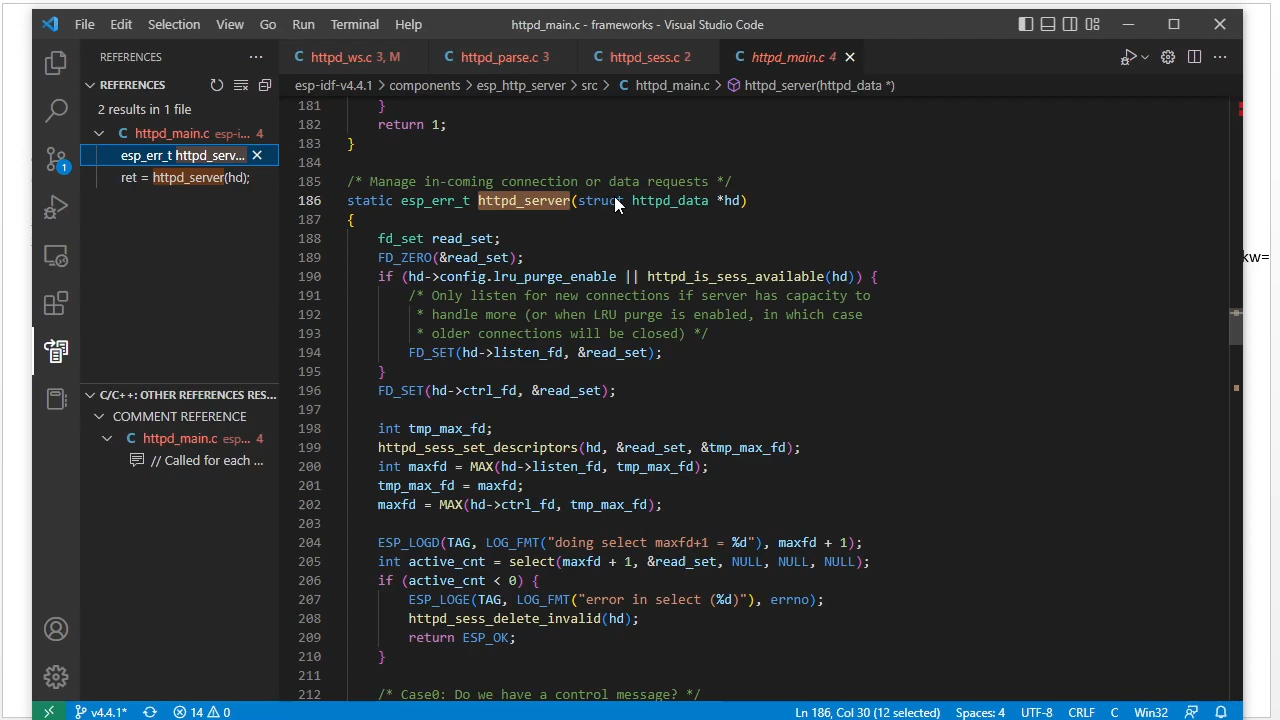 File Edit Selection View Go Run Terminal Help
httpd_main.c - frameworks - Visual Studio Code
REFERENCES ···
httpd_ws.c 3, M
httpd_parse.c 3
httpd_sess.c 2
httpd_main.c 4
REFERENCES
esp-idf-v4.4.1 > components > esp_http_server > src > C httpd_main.c > httpd_server(httpd_data *)
2 results in 1 file
httpd_main.c esp-i... 4
esp_err_t httpd_serv...
ret = httpd_server(hd);
C/C++: OTHER REFERENCES RES...
COMMENT REFERENCE
httpd_main.c esp... 4
// Called for each ...
1
181 }
182 return 1;
183 }
184
185 /* Manage in-coming connection or data requests */
186 static esp_err_t httpd_server(struct httpd_data *hd)
187 {
188 fd_set read_set;
189 FD_ZERO(&read_set);
190 if (hd->config.lru_purge_enable || httpd_is_sess_available(hd)) {
191 /* Only listen for new connections if server has capacity to
192 * handle more (or when LRU purge is enabled, in which case
193 * older connections will be closed) */
194 FD_SET(hd->listen_fd, &read_set);
195 }
196 FD_SET(hd->ctrl_fd, &read_set);
197
198 int tmp_max_fd;
199 httpd_sess_set_descriptors(hd, &read_set, &tmp_max_fd);
200 int maxfd = MAX(hd->listen_fd, tmp_max_fd);
201 tmp_max_fd = maxfd;
202 maxfd = MAX(hd->ctrl_fd, tmp_max_fd);
203
204 ESP_LOGD(TAG, LOG_FMT("doing select maxfd+1 = %d"), maxfd + 1);
205 int active_cnt = select(maxfd + 1, &read_set, NULL, NULL, NULL);
206 if (active_cnt < 0) {
207 ESP_LOGE(TAG, LOG_FMT("error in select (%d)"), errno);
208 httpd_sess_delete_invalid(hd);
209 return ESP_OK;
210 }
211
212 /* Case0: Do we have a control message? */
kw=
v4.4.1* 14 0 Ln 186, Col 30 (12 selected) Spaces: 4 UTF-8 CRLF C Win32